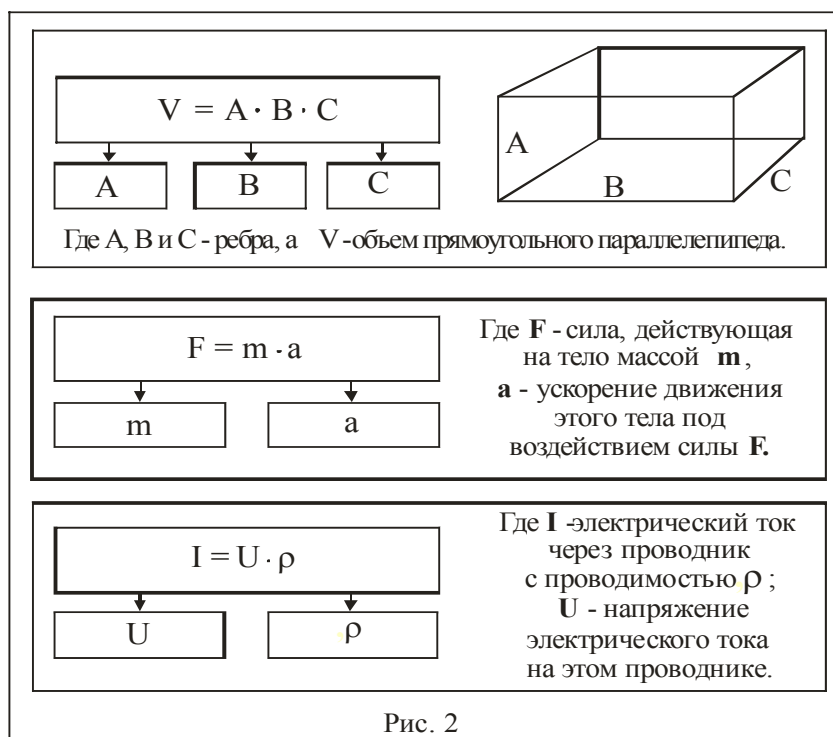 V = A · B · C
A B C
A
B
C
Где A, B и C - ребра, а V - объем прямоугольного параллелепипеда.
F = m · a
m a
Где F - сила, действующая
на тело массой m,
a - ускорение движения
этого тела под
воздействием силы F.
I = U · ρ
U ρ
Где I -электрический ток
через проводник
с проводимостью ρ ;
U - напряжение
электрического тока
на этом проводнике.
Рис. 2